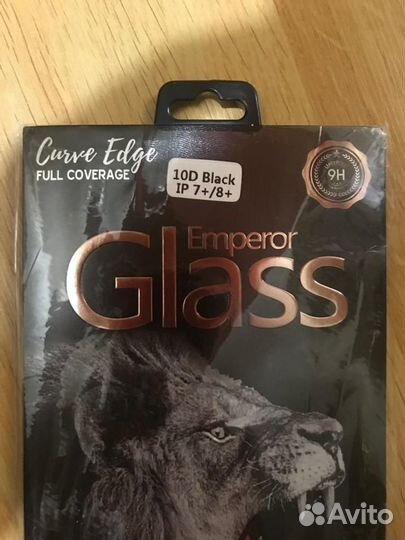 Curve Edge
FULL COVERAGE
10D Black
IP 7+/8+
9H
Emperor
Glass
Avito